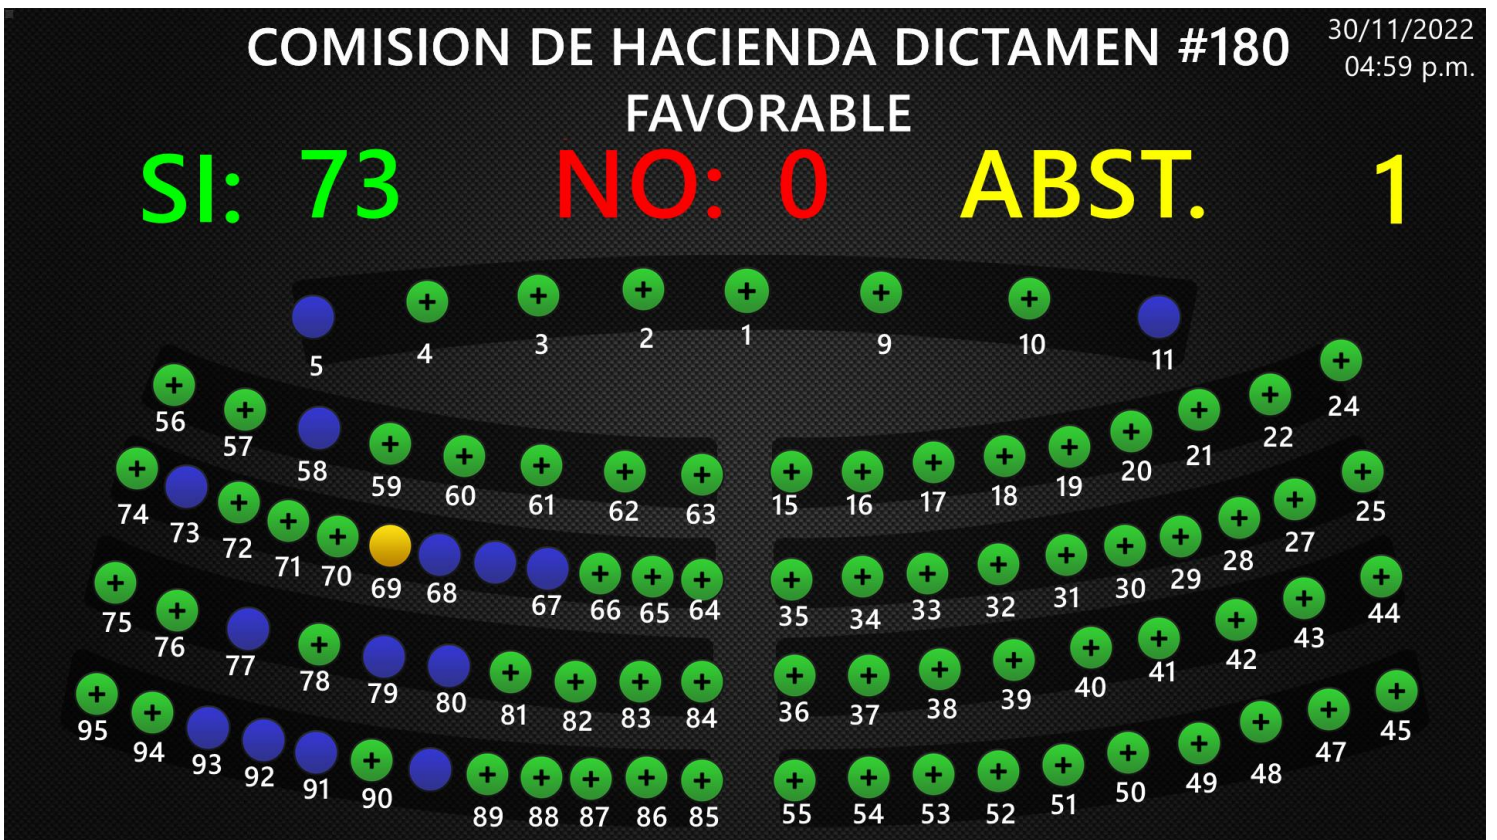 COMISION DE HACIENDA DICTAMEN #180
30/11/2022
04:59 p.m.
FAVORABLE
SI: 73 NO: 0 ABST. 1
5 4 3 2 1 9 10 11
56 57 58 59 60 61 62 63 15 16 17 18 19 20 21 22 24
74 73 72 71 70 69 68 67 66 65 64 35 34 33 32 31 30 29 28 27 25
75 76 77 78 79 80 81 82 83 84 36 37 38 39 40 41 42 43 44
95 94 93 92 91 90 89 88 87 86 85 55 54 53 52 51 50 49 48 47 45